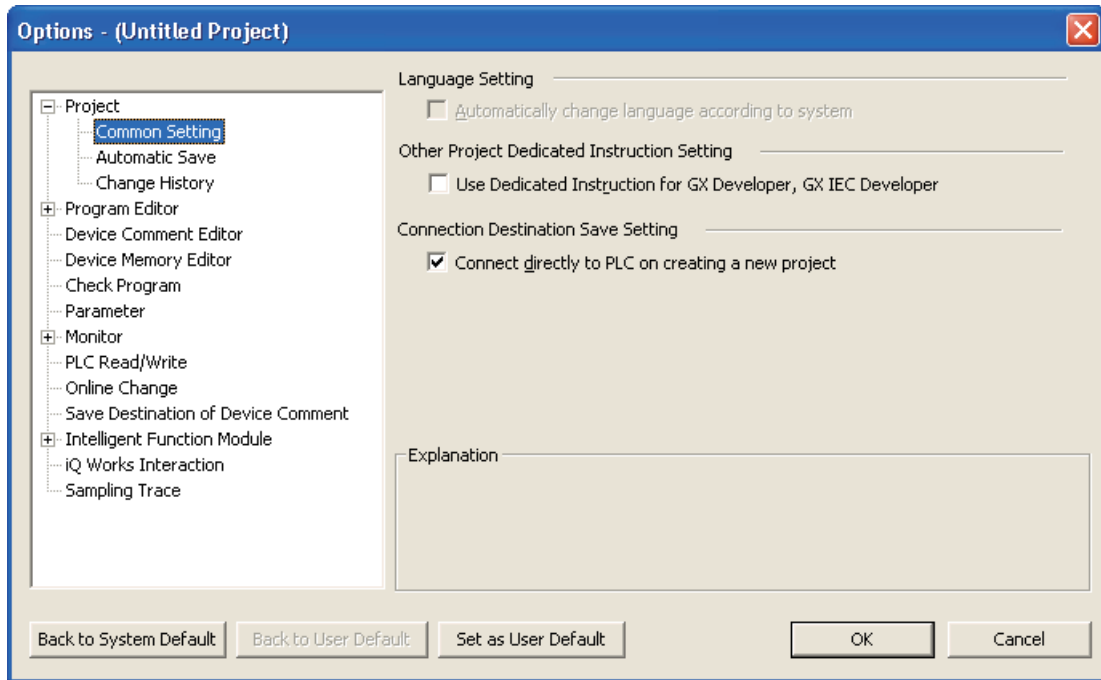 Options - (Untitled Project)
Project
Common Setting
Automatic Save
Change History
Program Editor
Device Comment Editor
Device Memory Editor
Check Program
Parameter
Monitor
PLC Read/Write
Online Change
Save Destination of Device Comment
Intelligent Function Module
iQ Works Interaction
Sampling Trace
Language Setting
Automatically change language according to system
Other Project Dedicated Instruction Setting
Use Dedicated Instruction for GX Developer, GX IEC Developer
Connection Destination Save Setting
Connect directly to PLC on creating a new project
Explanation
Back to System Default
Back to User Default
Set as User Default
OK
Cancel